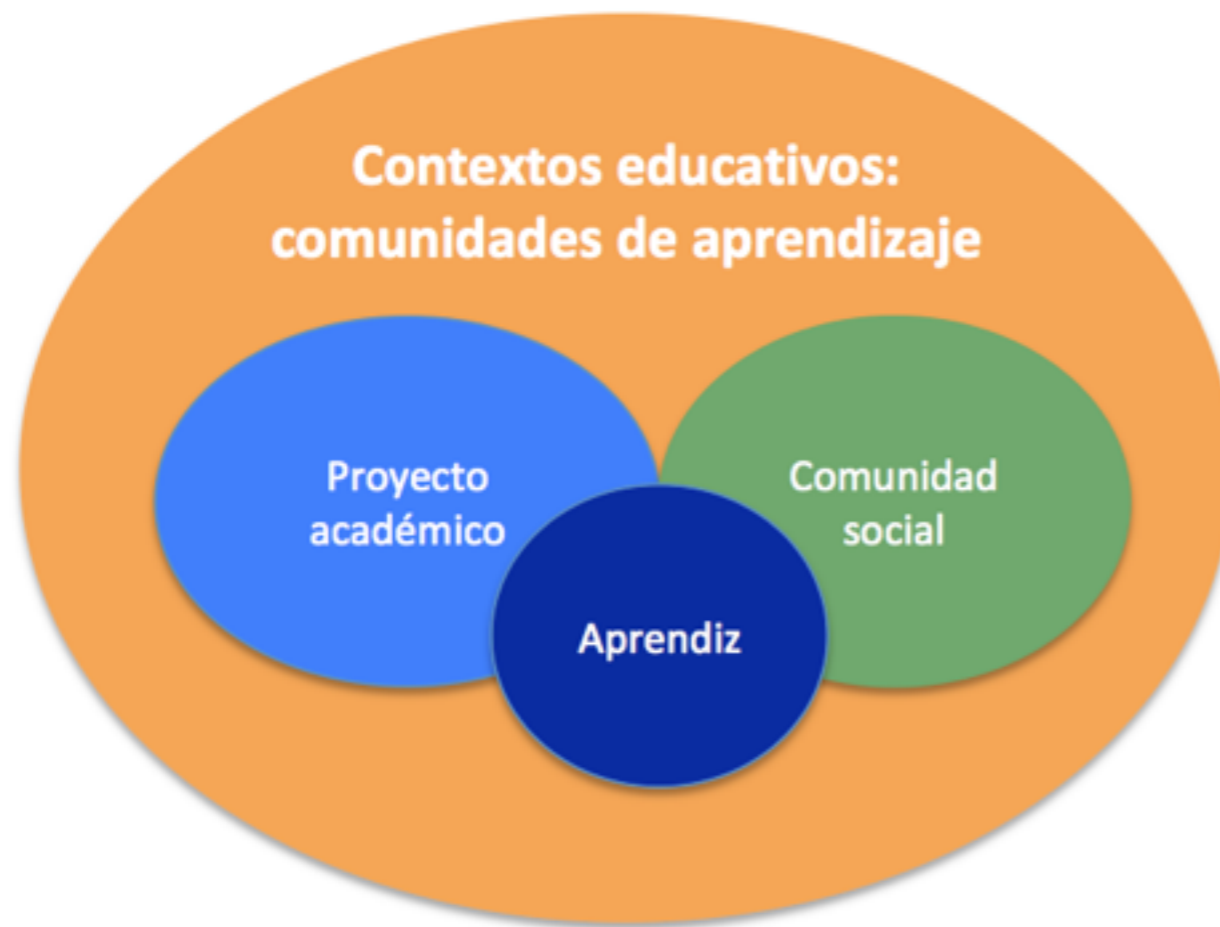 Contextos educativos:
comunidades de aprendizaje
Proyecto
académico
Comunidad
social
Aprendiz